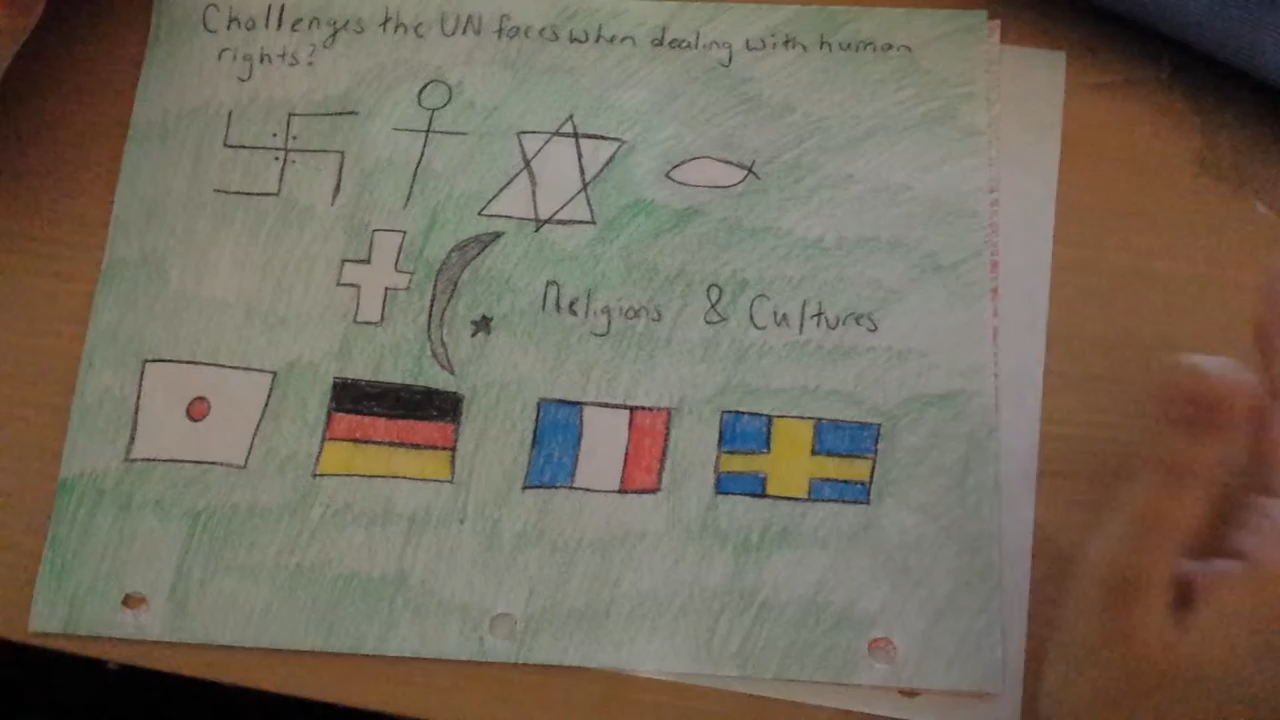 Challenges the UN faces when dealing with human
rights?
Religions & Cultures